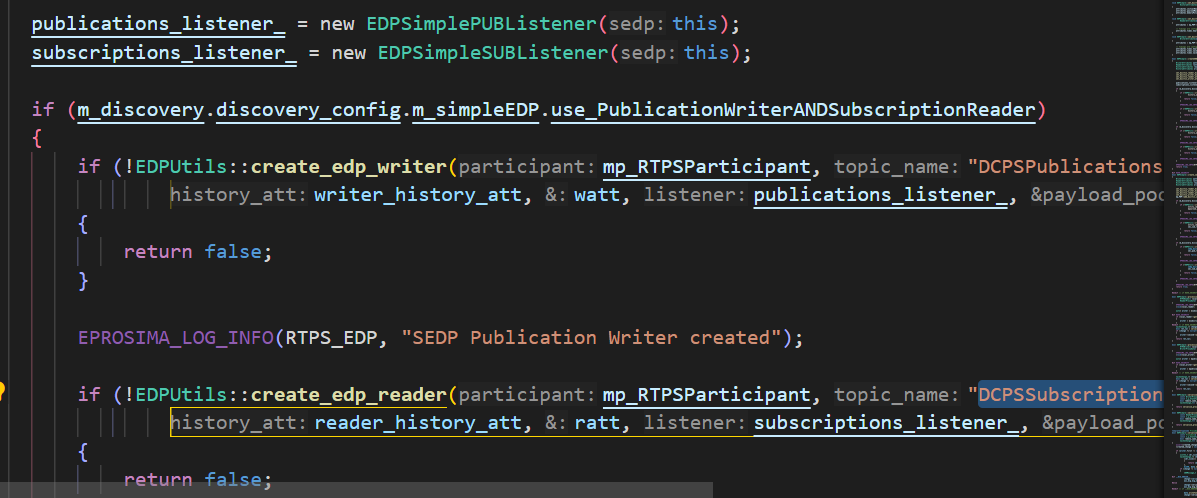 publications_listener_ = new EDPSimplePUBListener(sedp: this);
subscriptions_listener_ = new EDPSimpleSUBListener(sedp: this);
if (m_discovery.discovery_config.m_simpleEDP.use_PublicationWriterANDSubscriptionReader)
{
if (!EDPUtils::create_edp_writer(participant: mp_RTPSParticipant, topic_name: "DCPSPublications
history_att: writer_history_att, &: watt, listener: publications_listener_, &payload_poo
{
return false;
}
EPROSIMA_LOG_INFO(RTPS_EDP, "SEDP Publication Writer created");
if (!EDPUtils::create_edp_reader(participant: mp_RTPSParticipant, topic_name: "DCPSSubscription
history_att: reader_history_att, &: ratt, listener: subscriptions_listener_, &payload_po
{
return false;